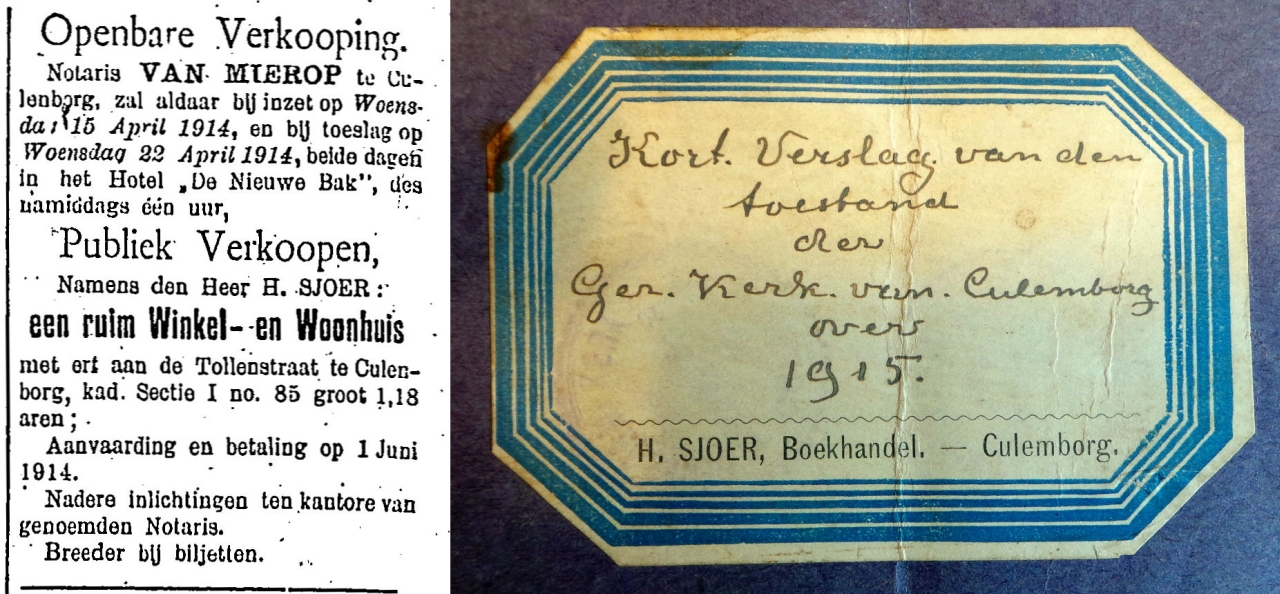 Openbare Verkooping.
Notaris VAN MIEROP te Cu-
lenborg, zal aldaar bij inzet op Woens-
dag 15 April 1914, en bij toeslag op
Woensdag 22 April 1914, beide dagen
in het Hotel „De Nieuwe Bak”, des
namiddags één uur,
Publiek Verkoopen,
Namens den Heer H. SJOER:
een ruim Winkel- en Woonhuis
met erf aan de Tollenstraat te Culen-
borg, kad. Sectie I no. 85 groot 1,18
aren;
Aanvaarding en betaling op 1 Juni
1914.
Nadere inlichtingen ten kantore van
genoemden Notaris.
Breeder bij biljetten.
Kort. Verslag van den
toestand
der
Ger. Kerk. van. Culemborg
over
1915.
H. SJOER, Boekhandel. — Culemborg.